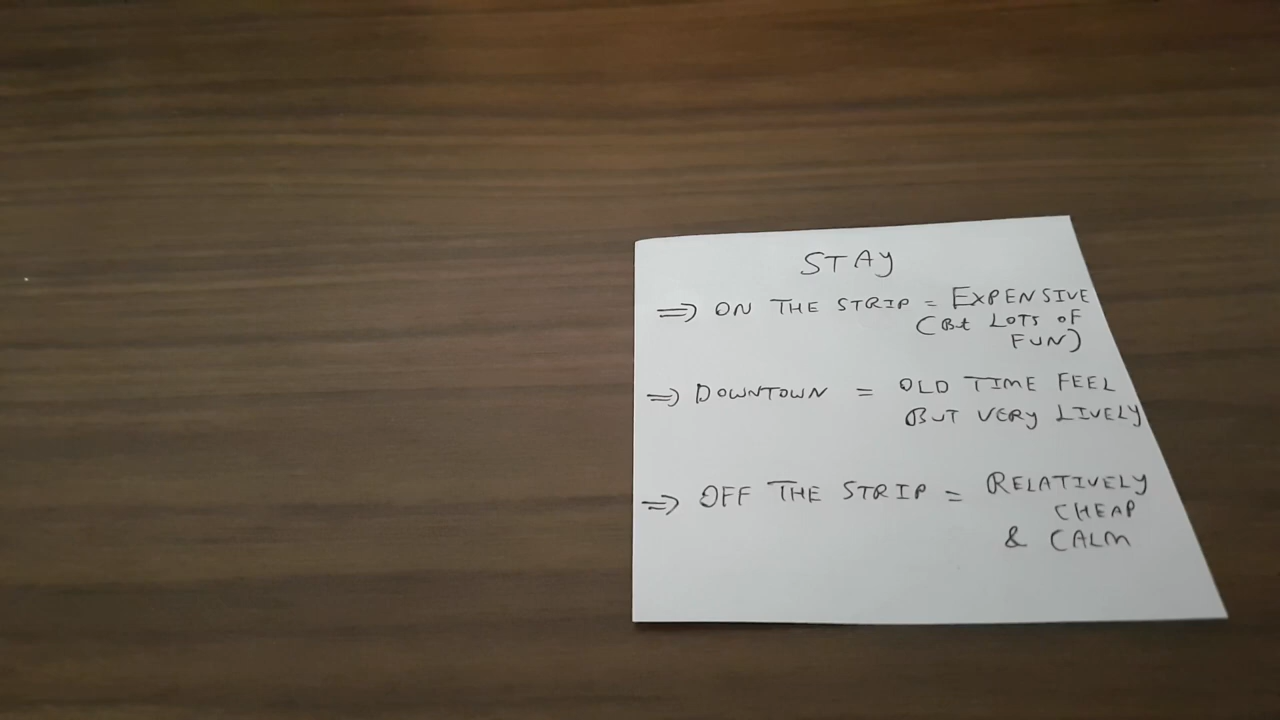 STAY
⇒ ON THE STRIP = EXPENSIVE
(But LOTS OF
FUN)
⇒ DOWNTOWN = OLD TIME FEEL
BUT VERY LIVELY
⇒ OFF THE STRIP = RELATIVELY
CHEAP
& CALM